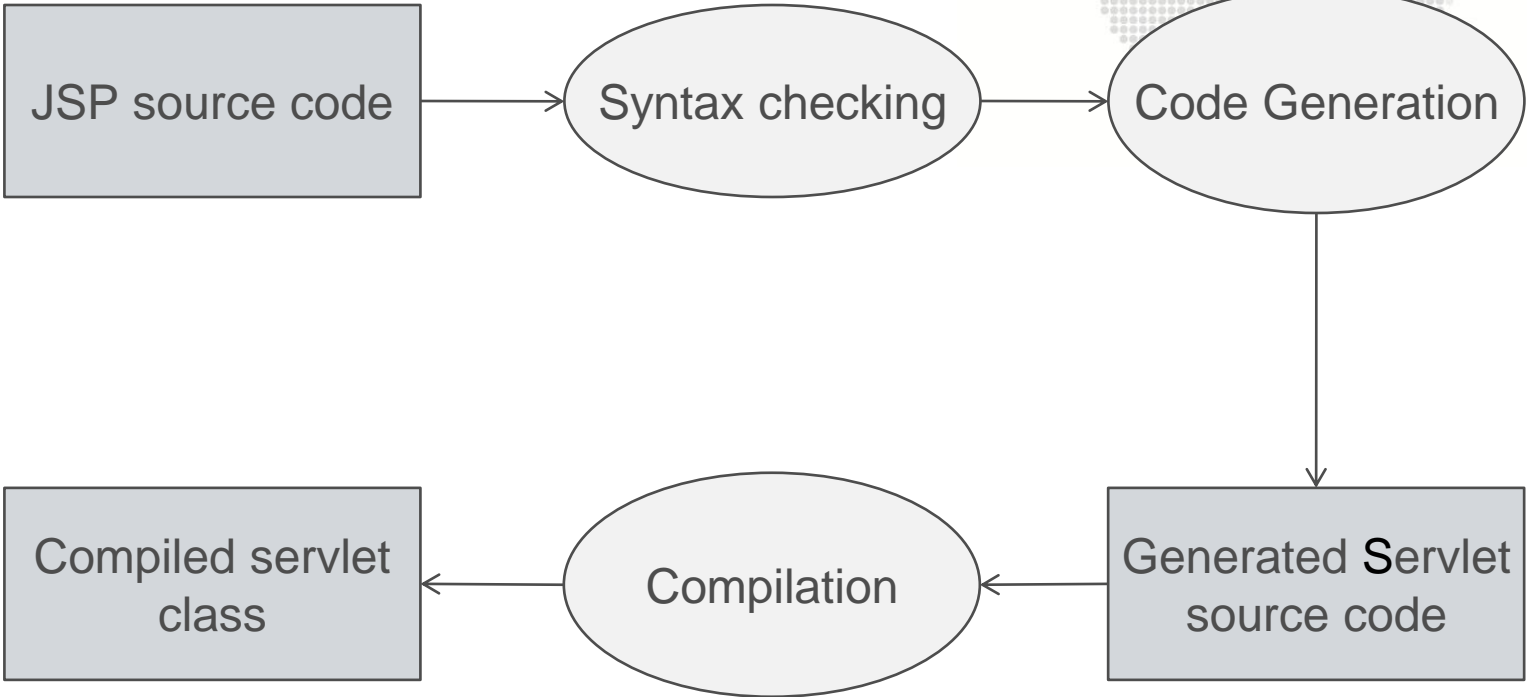 JSP source code
Syntax checking
Code Generation
Generated Servlet
source code
Compilation
Compiled servlet
class